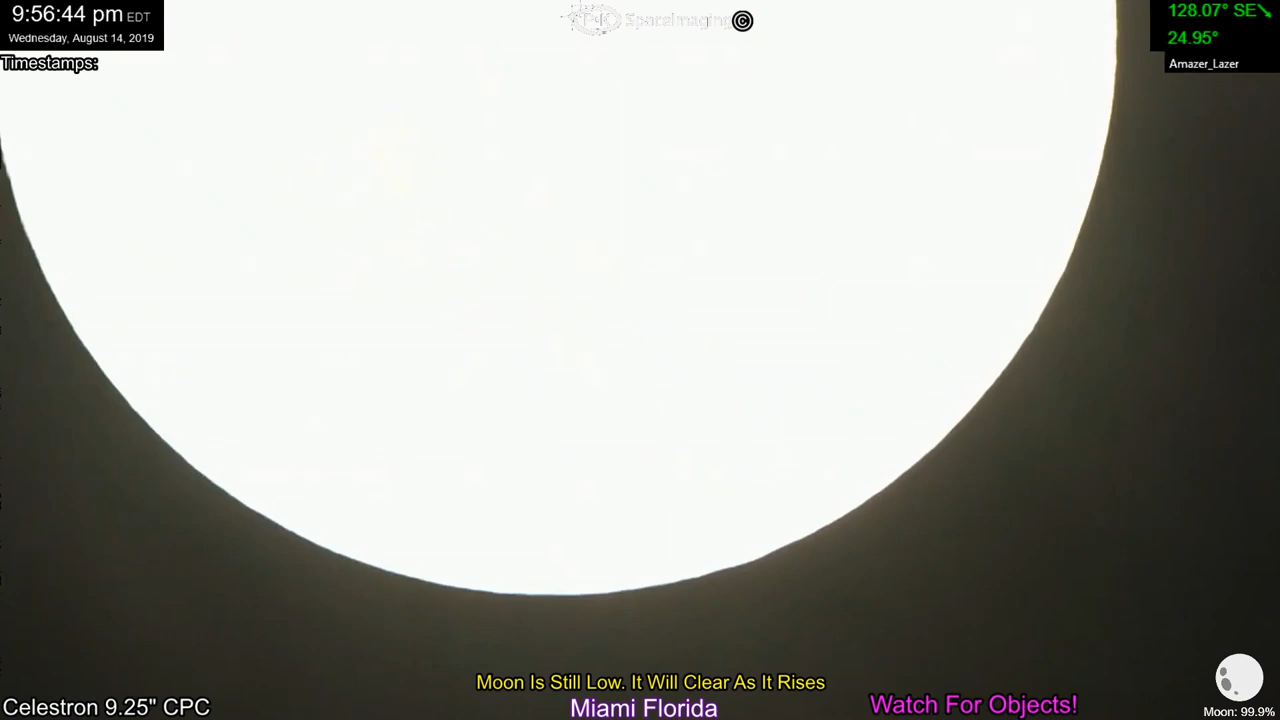 9:56:44 pm EDT
Wednesday, August 14, 2019
Timestamps:
SpaceImaging ©
128.07° SE↘
24.95°
Amazer_Lazer
Moon Is Still Low. It Will Clear As It Rises
Celestron 9.25" CPC
Miami Florida
Watch For Objects!
Moon: 99.9%